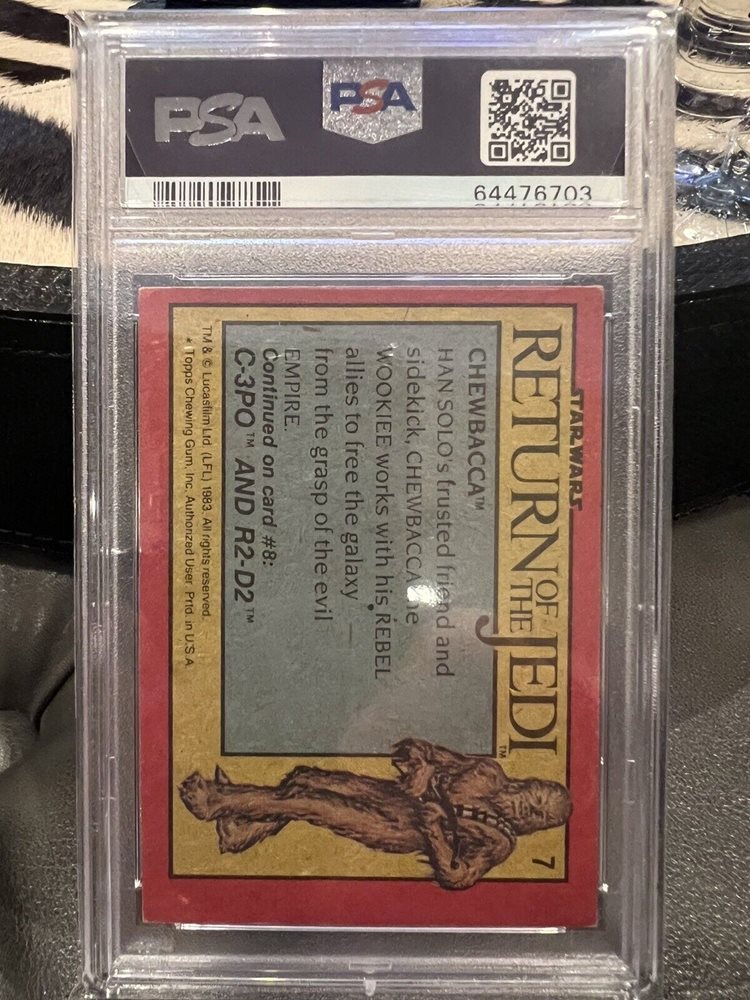 PSA
PSA
64476703
STAR WARS
RETURN OF THE JEDI™
7
CHEWBACCA™
HAN SOLO's trusted friend and
sidekick, CHEWBACCA the
WOOKIEE works with his REBEL
allies to free the galaxy
from the grasp of the evil
EMPIRE.
Continued on card #8:
C-3PO™ AND R2-D2™
TM & © Lucasfilm Ltd. (LFL) 1983. All rights reserved.
* Topps Chewing Gum, Inc. Authorized User. Prtd. in U.S.A.